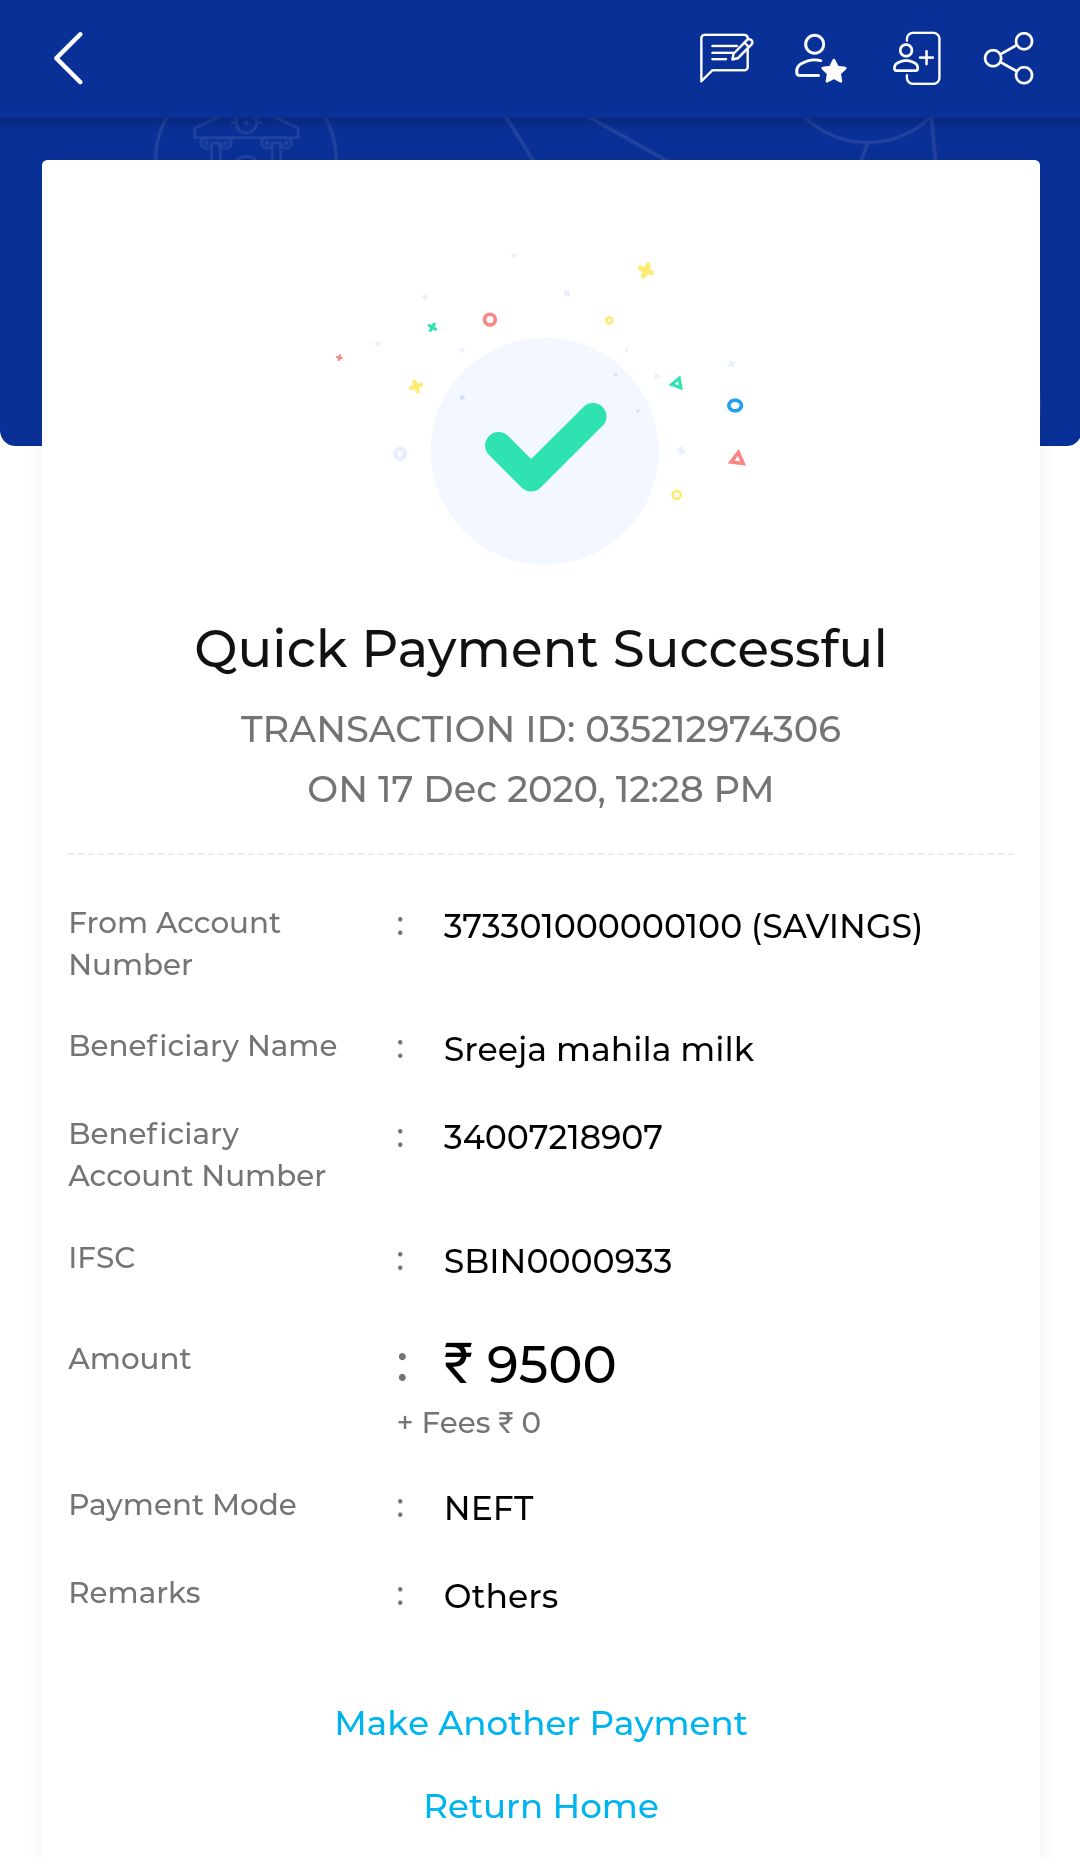 Quick Payment Successful
TRANSACTION ID: 035212974306
ON 17 Dec 2020, 12:28 PM
From Account Number : 373301000000100 (SAVINGS)
Beneficiary Name : Sreeja mahila milk
Beneficiary Account Number : 34007218907
IFSC : SBIN0000933
Amount : ₹ 9500
+ Fees ₹ 0
Payment Mode : NEFT
Remarks : Others
Make Another Payment
Return Home